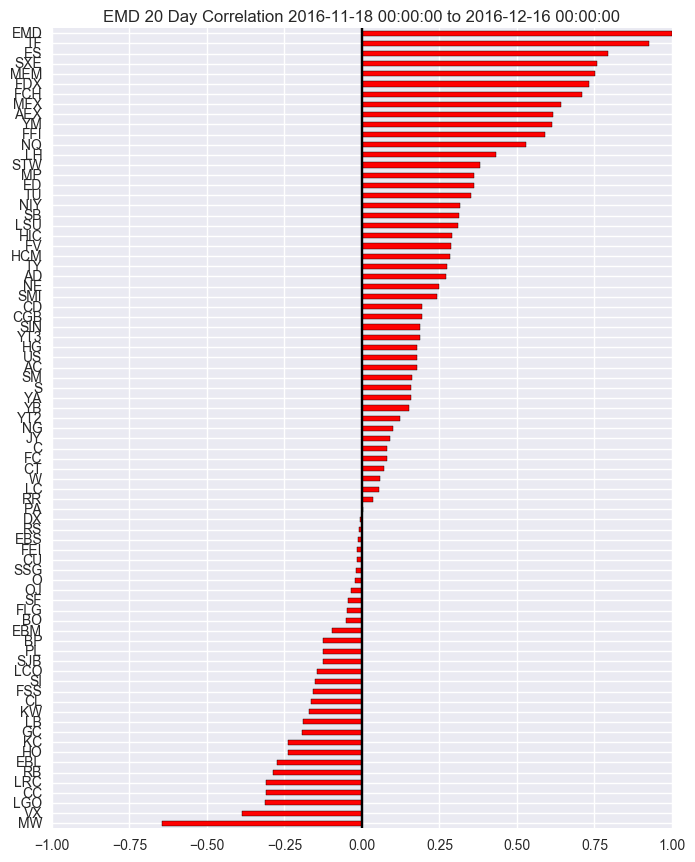 EMD 20 Day Correlation 2016-11-18 00:00:00 to 2016-12-16 00:00:00
EMD
TF
ES
SXE
MEM
FDX
FCH
MFX
AEX
YM
FFI
NQ
LH
STW
MP
ED
TU
NIY
SB
LSU
HIC
FV
HCM
TY
AD
NE
SMI
CD
CGB
SIN
YT3
HG
US
AC
SM
S
YA
YB
YT2
NG
JY
C
FC
CT
W
LC
RR
PA
DX
RS
EBS
FEI
CU
SSG
O
OJ
SF
FLG
BO
EBM
BP
PL
SJB
LCO
SI
FSS
CL
KW
LB
GC
KC
HO
EBL
RB
LRC
CC
LGO
VX
MW
−1.00 −0.75 −0.50 −0.25 0.00 0.25 0.50 0.75 1.00